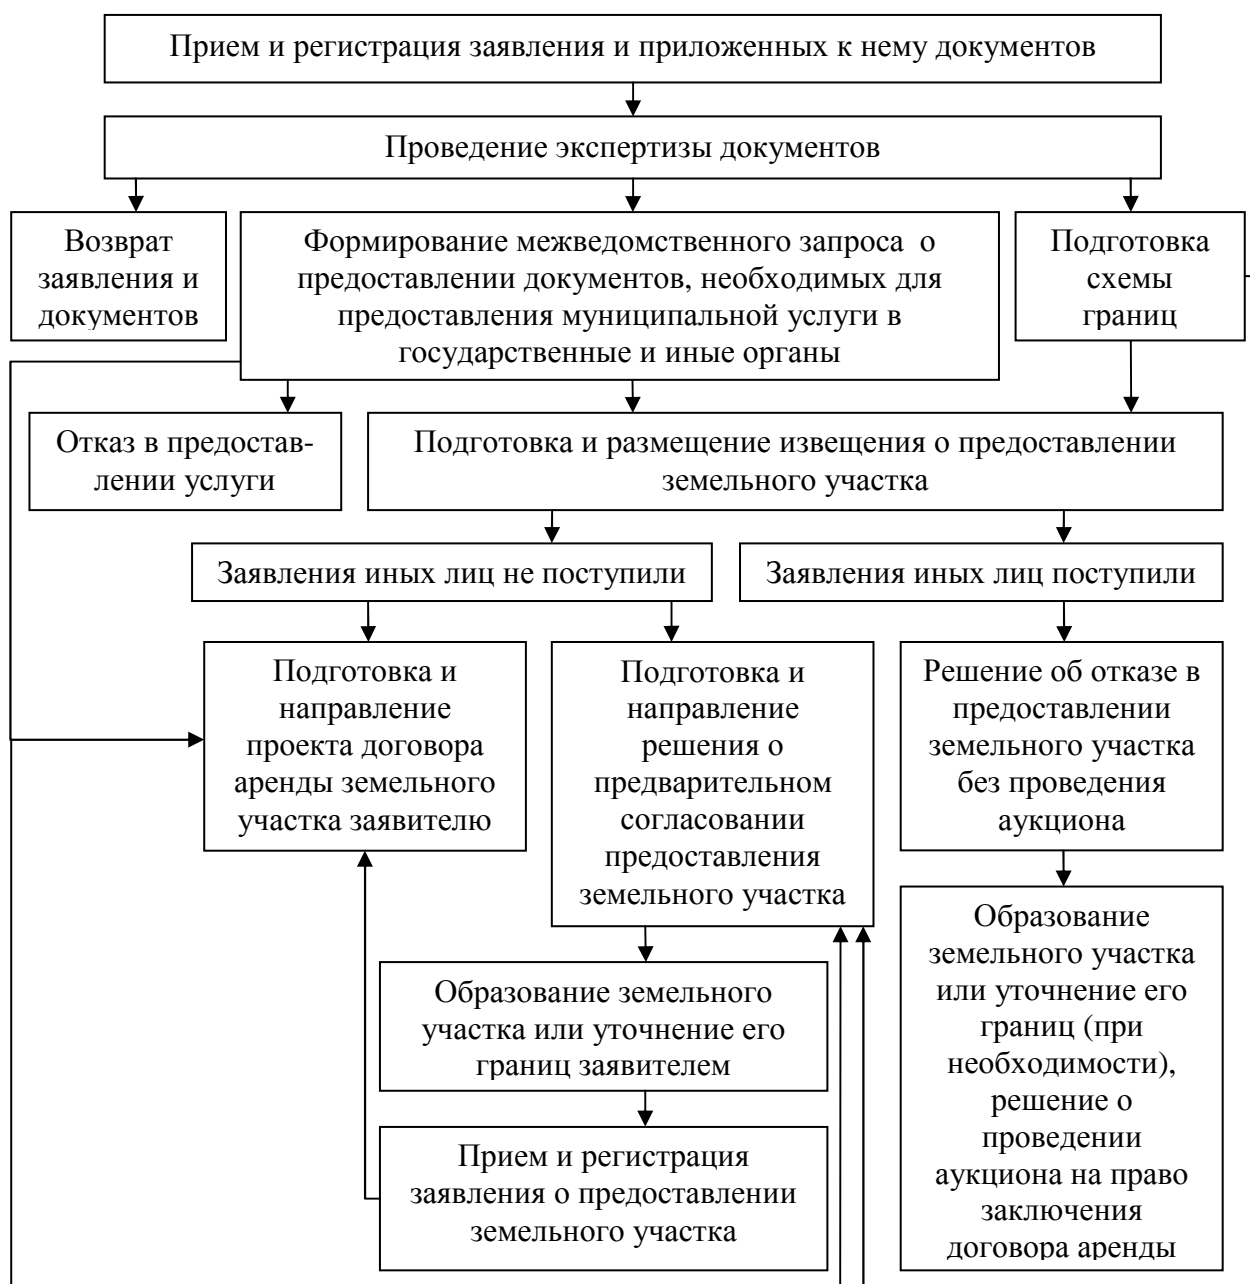 Прием и регистрация заявления и приложенных к нему документов
Проведение экспертизы документов
Возврат
заявления и
документов
Формирование межведомственного запроса о
предоставлении документов, необходимых для
предоставления муниципальной услуги в
государственные и иные органы
Подготовка
схемы
границ
Отказ в предостав-
лении услуги
Подготовка и размещение извещения о предоставлении
земельного участка
Заявления иных лиц не поступили
Заявления иных лиц поступили
Подготовка и
направление
проекта договора
аренды земельного
участка заявителю
Подготовка и
направление
решения о
предварительном
согласовании
предоставления
земельного участка
Решение об отказе в
предоставлении
земельного участка
без проведения
аукциона
Образование земельного
участка или уточнение его
границ заявителем
Прием и регистрация
заявления о предоставлении
земельного участка
Образование
земельного участка
или уточнение его
границ (при
необходимости),
решение о
проведении
аукциона на право
заключения
договора аренды